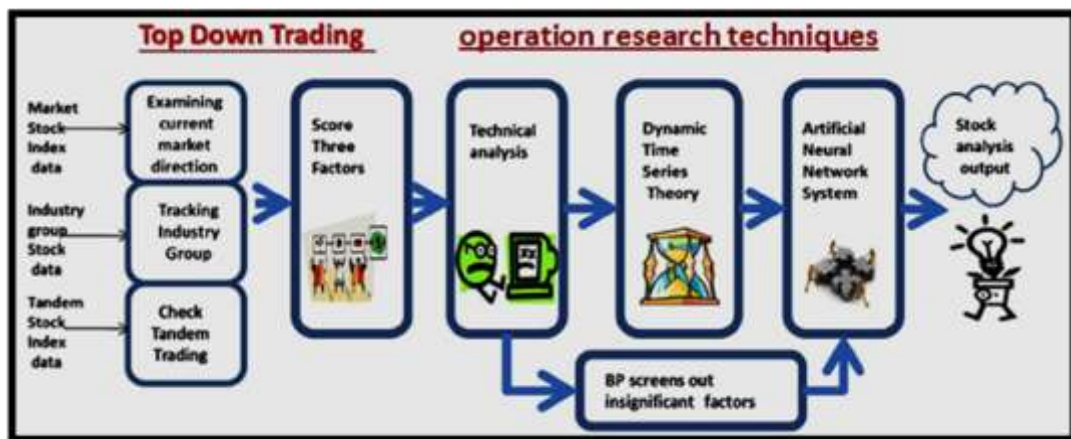 Top Down Trading
operation research techniques
Market
Stock
Index
data
Examining
current
market
direction
Industry
group
Stock
data
Tracking
Industry
Group
Tandem
Stock
Index
data
Check
Tandem
Trading
Score
Three
Factors
Technical
analysis
Dynamic
Time
Series
Theory
Artificial
Neural
Network
System
Stock
analysis
output
BP screens out
insignificant factors